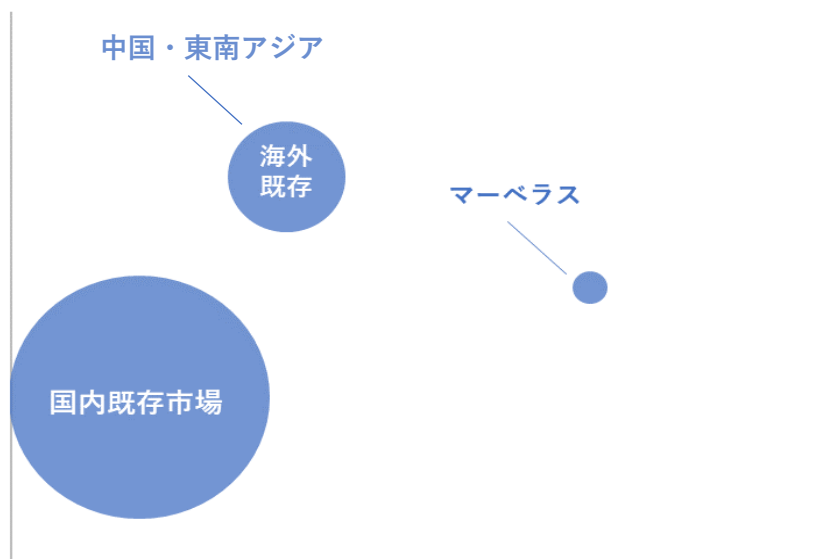 中国・東南アジア
海外
既存
マーベラス
国内既存市場